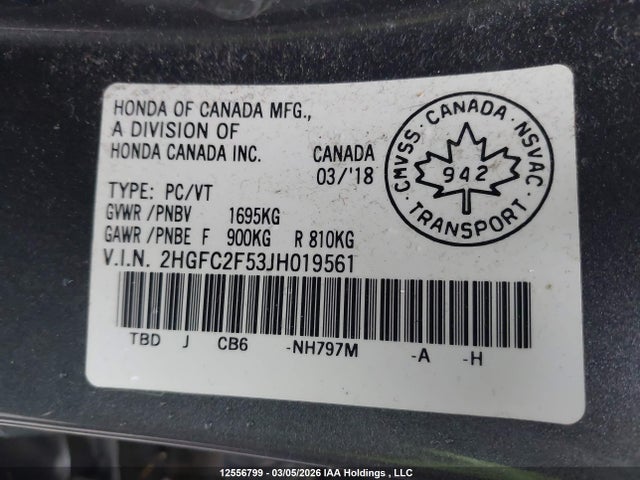 HONDA OF CANADA MFG.,
A DIVISION OF
HONDA CANADA INC. CANADA
03/'18
TYPE: PC/VT
GVWR /PNBV 1695KG
GAWR /PNBE F 900KG R 810KG
V.I.N. 2HGFC2F53JH019561
TBD J CB6 -NH797M -A -H
CMVSS · CANADA · NSVAC ·
942
TRANSPORT
12556799 - 03/05/2026 IAA Holdings , LLC